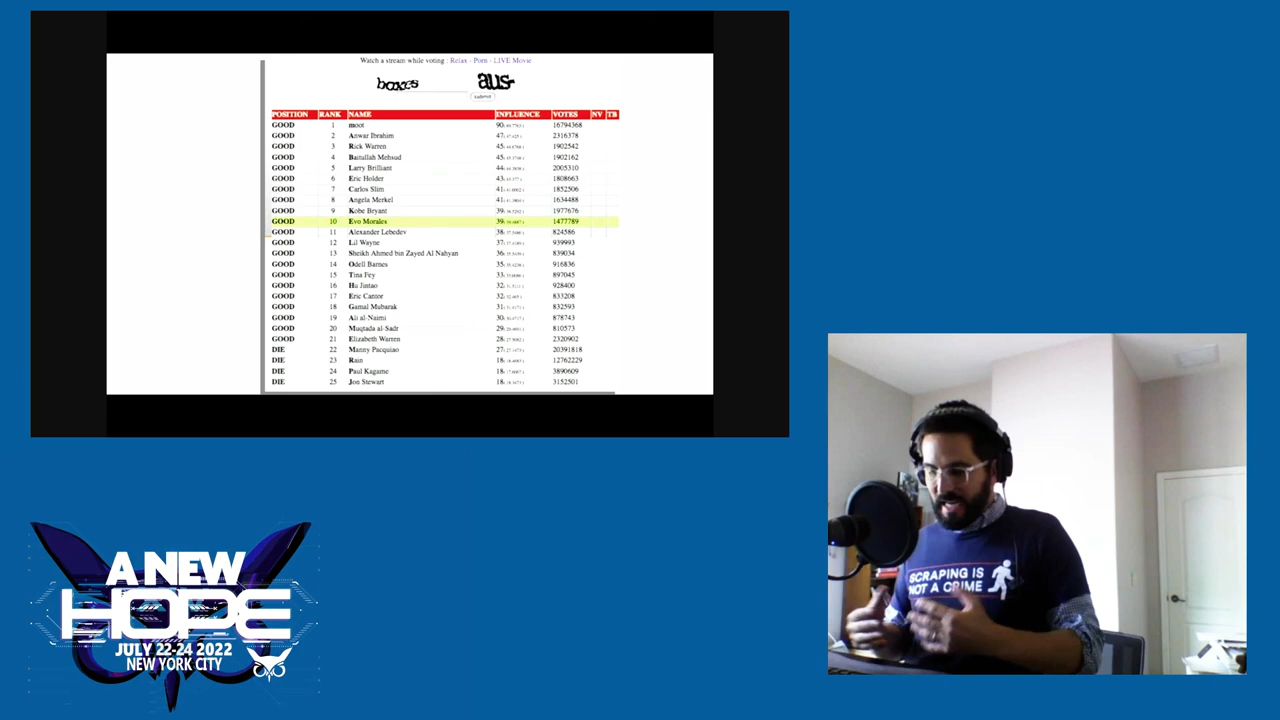 Watch a stream while voting : Relax - Porn - LIVE Movie
boxes aus-
submit
POSITION RANK NAME INFLUENCE VOTES NV TB
GOOD 1 moot 90 16794368
GOOD 2 Anwar Ibrahim 47 2316378
GOOD 3 Rick Warren 45 1902542
GOOD 4 Baitullah Mehsud 45 1902162
GOOD 5 Larry Brilliant 44 2005310
GOOD 6 Eric Holder 43 1808663
GOOD 7 Carlos Slim 41 1852506
GOOD 8 Angela Merkel 41 1634488
GOOD 9 Kobe Bryant 39 1977676
GOOD 10 Evo Morales 39 1477789
GOOD 11 Alexander Lebedev 38 824586
GOOD 12 Lil Wayne 37 939993
GOOD 13 Sheikh Ahmed bin Zayed Al Nahyan 36 839034
GOOD 14 Odell Barnes 35 916836
GOOD 15 Tina Fey 33 897045
GOOD 16 Hu Jintao 32 928400
GOOD 17 Eric Cantor 32 833208
GOOD 18 Gamal Mubarak 31 832593
GOOD 19 Ali al-Naimi 30 878743
GOOD 20 Muqtada al-Sadr 29 810573
GOOD 21 Elizabeth Warren 28 2320902
DIE 22 Manny Pacquiao 27 20391818
DIE 23 Rain 18 12762229
DIE 24 Paul Kagame 18 3890609
DIE 25 Jon Stewart 18 3152501
SCRAPING IS
NOT A CRIME
A NEW
HOPE
JULY 22-24 2022
NEW YORK CITY